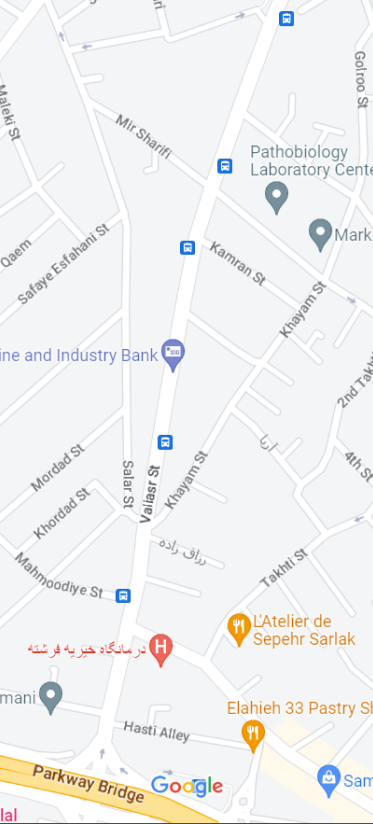 Golroo St
Maleki St
Mir Sharifi
Pathobiology
Laboratory Cente
Mark
Qaem
Safaye Esfahani St
Kamran St
Khayam St
ine and Industry Bank
2nd Takhti
Mordad St
Salar St
Valiasr St
Khayam St
4th St
Khordad St
رزاق زاده
Mahmoodiye St
Takhti St
L'Atelier de
Sepehr Sarlak
درمانگاه خیریه فرشته
H
mani
Elahieh 33 Pastry Sh
Hasti Alley
Parkway Bridge
Google
Sam
lal